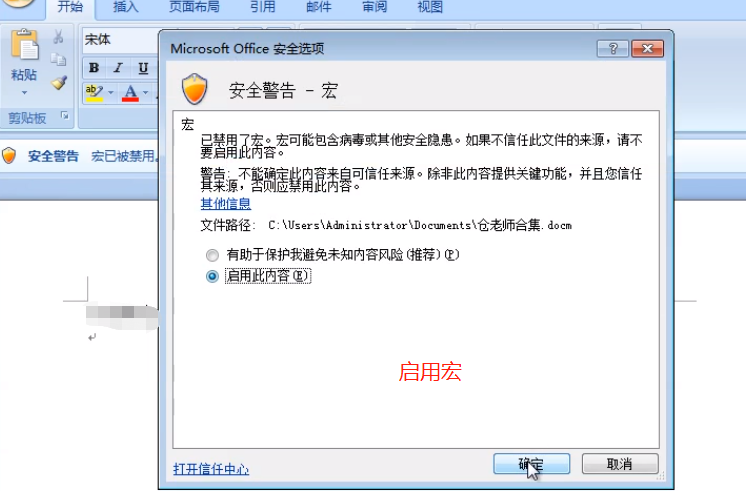 开始 插入 页面布局 引用 邮件 审阅 视图
宋体
粘贴
B I U
ab A
剪贴板
安全警告 宏已被禁用。
Microsoft Office 安全选项
安全警告 - 宏
宏
已禁用了宏。宏可能包含病毒或其他安全隐患。如果不信任此文件的来源，请不
要启用此内容。
警告: 不能确定此内容来自可信任来源。除非此内容提供关键功能，并且您信任
其来源，否则应禁用此内容。
其他信息
文件路径: C:\Users\Administrator\Documents\仓老师合集.docm
有助于保护我避免未知内容风险(推荐)(P)
启用此内容(E)
启用宏
打开信任中心
确定 取消